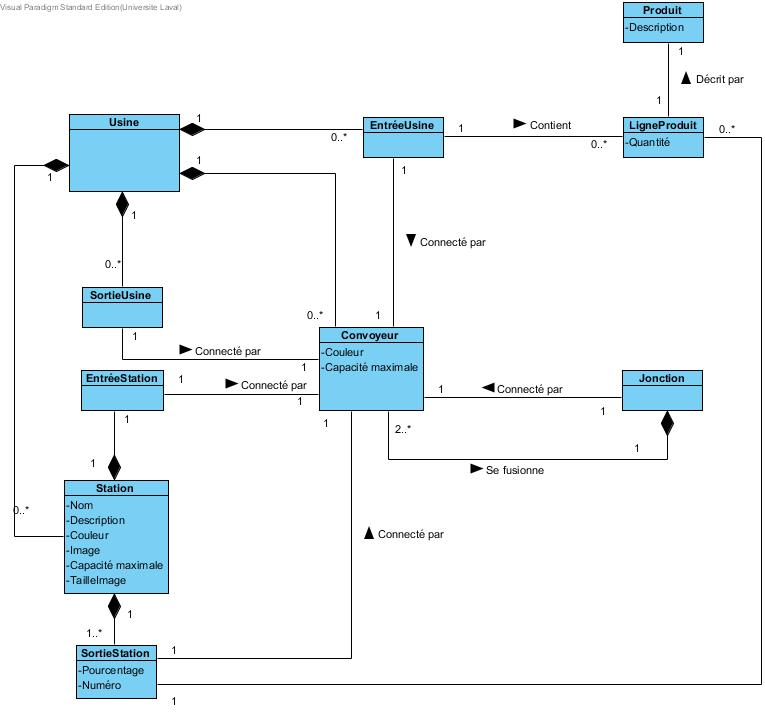 Visual Paradigm Standard Edition(Universite Laval)
Produit
-Description
1
Décrit par
1
Usine
1
0..*
EntréeUsine
1
Contient
0..*
LigneProduit
-Quantité
0..*
1
1
1
1
Connecté par
0..*
SortieUsine
1
Connecté par
1
0..*
1
Convoyeur
-Couleur
-Capacité maximale
EntréeStation
1
Connecté par
1
1
Connecté par
1
Jonction
1
1
2..*
1
Se fusionne
1
Station
-Nom
-Description
-Couleur
-Image
-Capacité maximale
-TailleImage
0..*
Connecté par
1
1..*
SortieStation
-Pourcentage
-Numéro
1
1